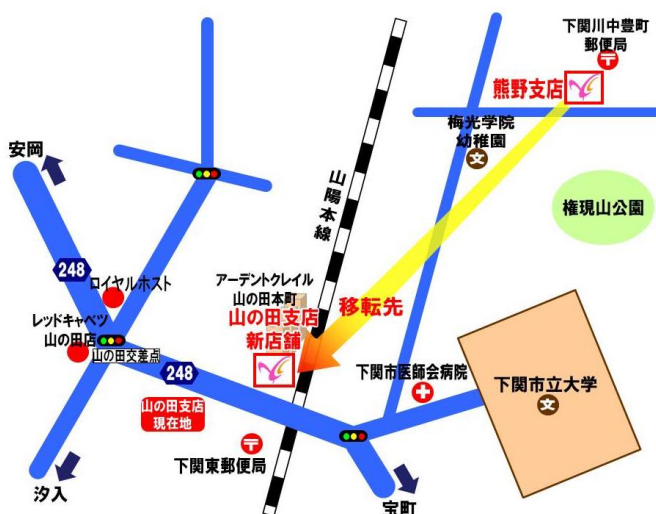 下関川中豊町
郵便局
熊野支店
梅光学院
幼稚園
安岡
山陽本線
権現山公園
248
ロイヤルホスト
アーデントクレイル
山の田本町
山の田支店
新店舗
移転先
レッドキャベツ
山の田店
山の田交差点
248
下関市医師会病院
下関市立大学
山の田支店
現在地
下関東郵便局
汐入
宝町